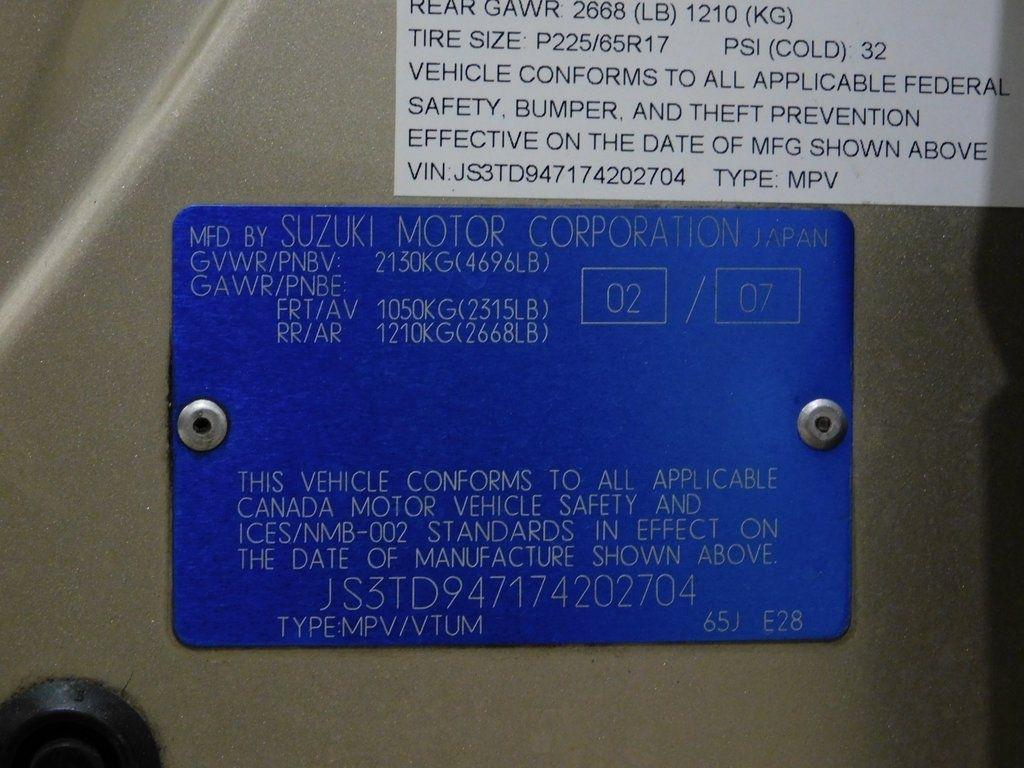 REAR GAWR: 2668 (LB) 1210 (KG)
TIRE SIZE: P225/65R17 PSI (COLD): 32
VEHICLE CONFORMS TO ALL APPLICABLE FEDERAL
SAFETY, BUMPER, AND THEFT PREVENTION
EFFECTIVE ON THE DATE OF MFG SHOWN ABOVE
VIN:JS3TD947174202704 TYPE: MPV
MFD BY SUZUKI MOTOR CORPORATION JAPAN
GVWR/PNBV: 2130KG(4696LB)
GAWR/PNBE:
02 / 07
FRT/AV 1050KG(2315LB)
RR/AR 1210KG(2668LB)
THIS VEHICLE CONFORMS TO ALL APPLICABLE
CANADA MOTOR VEHICLE SAFETY AND
ICES/NMB-002 STANDARDS IN EFFECT ON
THE DATE OF MANUFACTURE SHOWN ABOVE.
JS3TD947174202704
TYPE:MPV/VTUM 65J E28